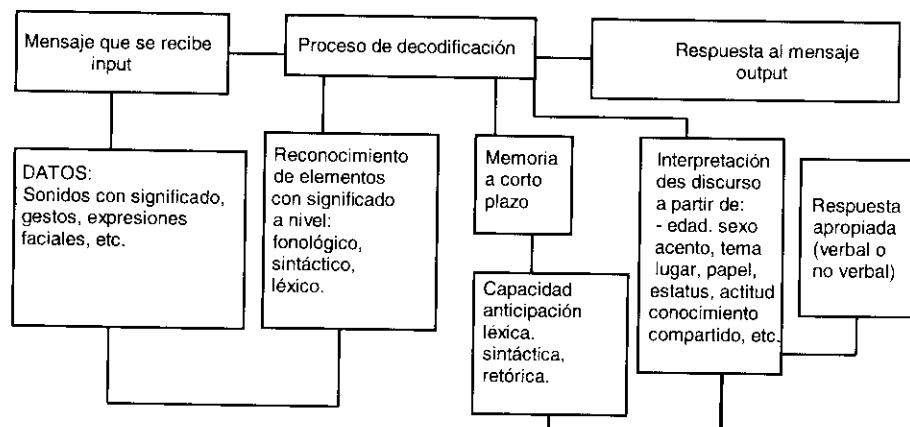 Mensaje que se recibe
input
Proceso de decodificación
Respuesta al mensaje
output
DATOS:
Sonidos con significado,
gestos, expresiones
faciales, etc.
Reconocimiento
de elementos
con significado
a nivel:
fonológico,
sintáctico,
léxico.
Memoria
a corto
plazo
Capacidad
anticipación
léxica.
sintáctica,
retórica.
Interpretación
des discurso
a partir de:
- edad. sexo
acento, tema
lugar, papel,
estatus, actitud
conocimiento
compartido, etc.
Respuesta
apropiada
(verbal o
no verbal)